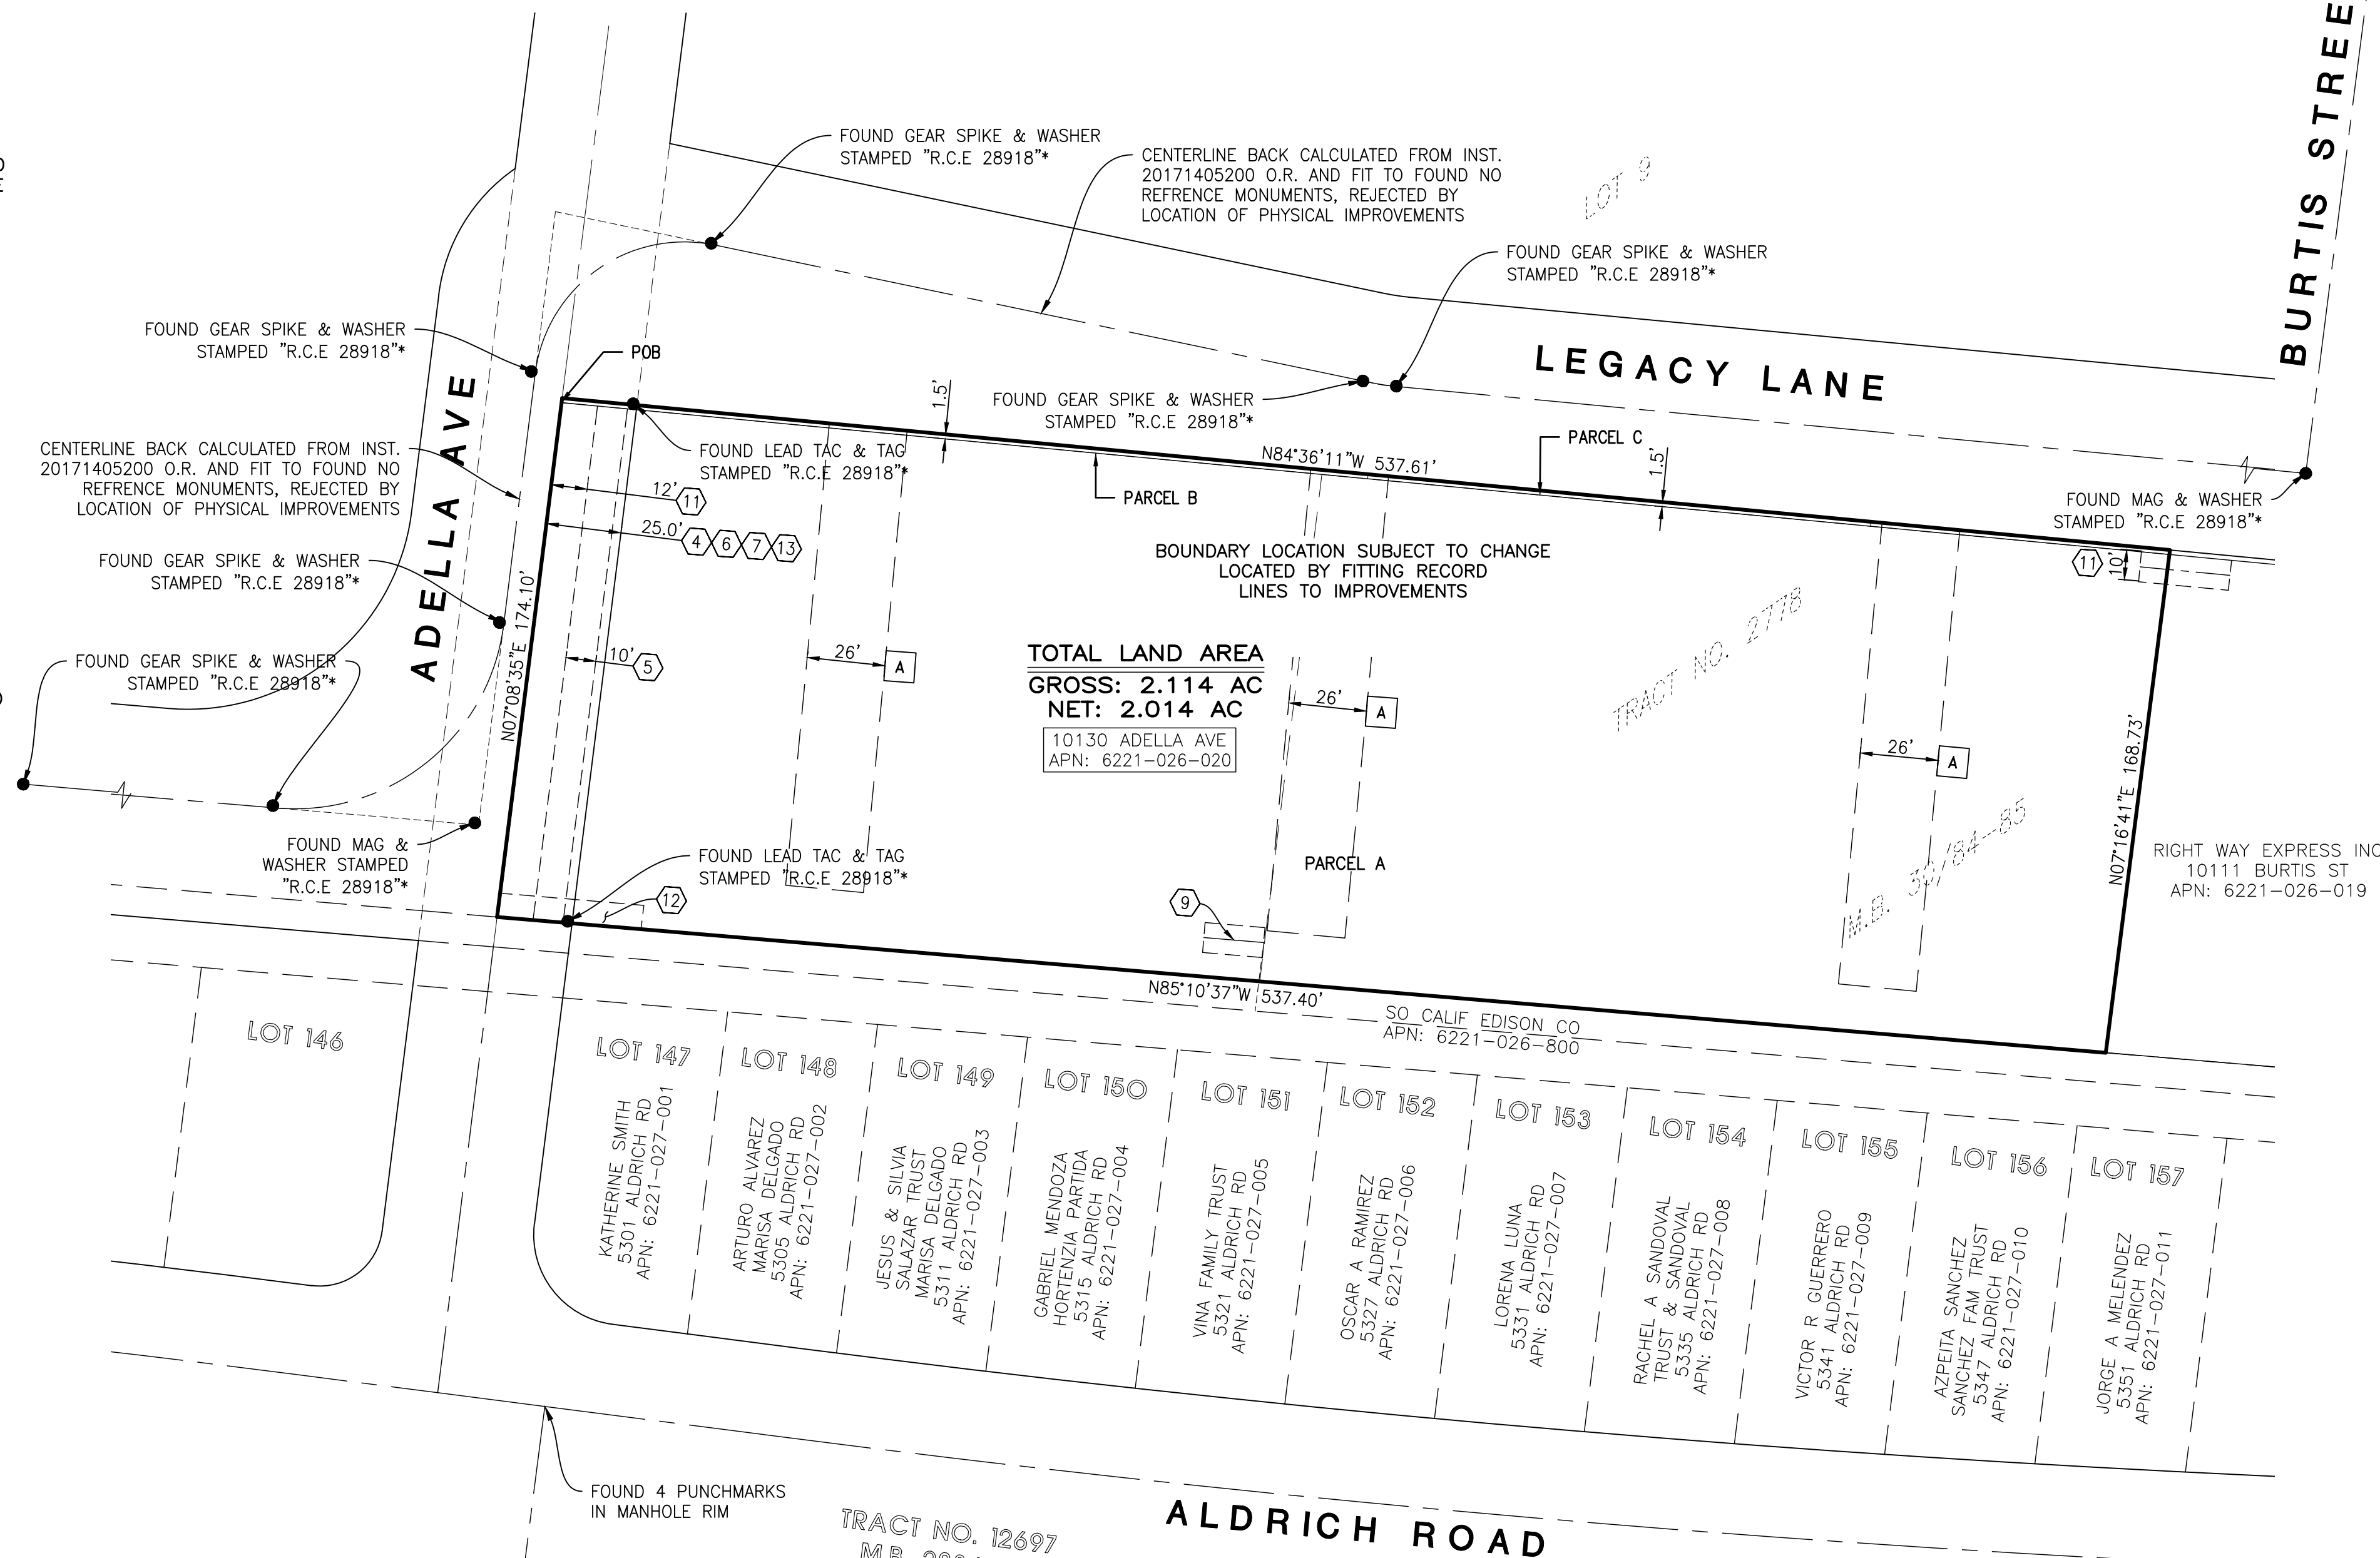 BURTIS STREE
FOUND GEAR SPIKE & WASHER
STAMPED "R.C.E 28918"*
CENTERLINE BACK CALCULATED FROM INST.
20171405200 O.R. AND FIT TO FOUND NO
REFRENCE MONUMENTS, REJECTED BY
LOCATION OF PHYSICAL IMPROVEMENTS
LOT 9
FOUND GEAR SPIKE & WASHER
STAMPED "R.C.E 28918"*
FOUND GEAR SPIKE & WASHER
STAMPED "R.C.E 28918"*
POB
LEGACY LANE
ADELLA AVE
1.5'
FOUND GEAR SPIKE & WASHER
STAMPED "R.C.E 28918"*
CENTERLINE BACK CALCULATED FROM INST.
20171405200 O.R. AND FIT TO FOUND NO
REFRENCE MONUMENTS, REJECTED BY
LOCATION OF PHYSICAL IMPROVEMENTS
FOUND LEAD TAC & TAG
STAMPED "R.C.E 28918"*
N84°36'11"W 537.61'
PARCEL C
1.5'
PARCEL B
12' 11
25.0' 4 6 7 13
FOUND MAG & WASHER
STAMPED "R.C.E 28918"*
FOUND GEAR SPIKE & WASHER
STAMPED "R.C.E 28918"*
BOUNDARY LOCATION SUBJECT TO CHANGE
LOCATED BY FITTING RECORD
LINES TO IMPROVEMENTS
11 10'
N07°08'35"E 174.10'
TRACT NO. 2778
FOUND GEAR SPIKE & WASHER
STAMPED "R.C.E 28918"*
10' 5
26' A
TOTAL LAND AREA
GROSS: 2.114 AC
NET: 2.014 AC
10130 ADELLA AVE
APN: 6221-026-020
26' A
26' A
N07°16'41"E 168.73'
M.B. 30/84-85
FOUND MAG &
WASHER STAMPED
"R.C.E 28918"*
FOUND LEAD TAC & TAG
STAMPED "R.C.E 28918"*
12
PARCEL A
9
RIGHT WAY EXPRESS INC
10111 BURTIS ST
APN: 6221-026-019
N85°10'37"W 537.40'
SO CALIF EDISON CO
APN: 6221-026-800
LOT 146
LOT 147
KATHERINE SMITH
5301 ALDRICH RD
APN: 6221-027-001
LOT 148
ARTURO ALVAREZ
MARISA DELGADO
5305 ALDRICH RD
APN: 6221-027-002
LOT 149
JESUS & SILVIA
SALAZAR TRUST
MARISA DELGADO
5311 ALDRICH RD
APN: 6221-027-003
LOT 150
GABRIEL MENDOZA
HORTENZIA PARTIDA
5315 ALDRICH RD
APN: 6221-027-004
LOT 151
VINA FAMILY TRUST
5321 ALDRICH RD
APN: 6221-027-005
LOT 152
OSCAR A RAMIREZ
5327 ALDRICH RD
APN: 6221-027-006
LOT 153
LORENA LUNA
5331 ALDRICH RD
APN: 6221-027-007
LOT 154
RACHEL A SANDOVAL
TRUST & SANDOVAL
5335 ALDRICH RD
APN: 6221-027-008
LOT 155
VICTOR R GUERRERO
5341 ALDRICH RD
APN: 6221-027-009
LOT 156
AZPEITA SANCHEZ
SANCHEZ FAM TRUST
5347 ALDRICH RD
APN: 6221-027-010
LOT 157
JORGE A MELENDEZ
5351 ALDRICH RD
APN: 6221-027-011
FOUND 4 PUNCHMARKS
IN MANHOLE RIM
TRACT NO. 12697
M.B.
ALDRICH ROAD